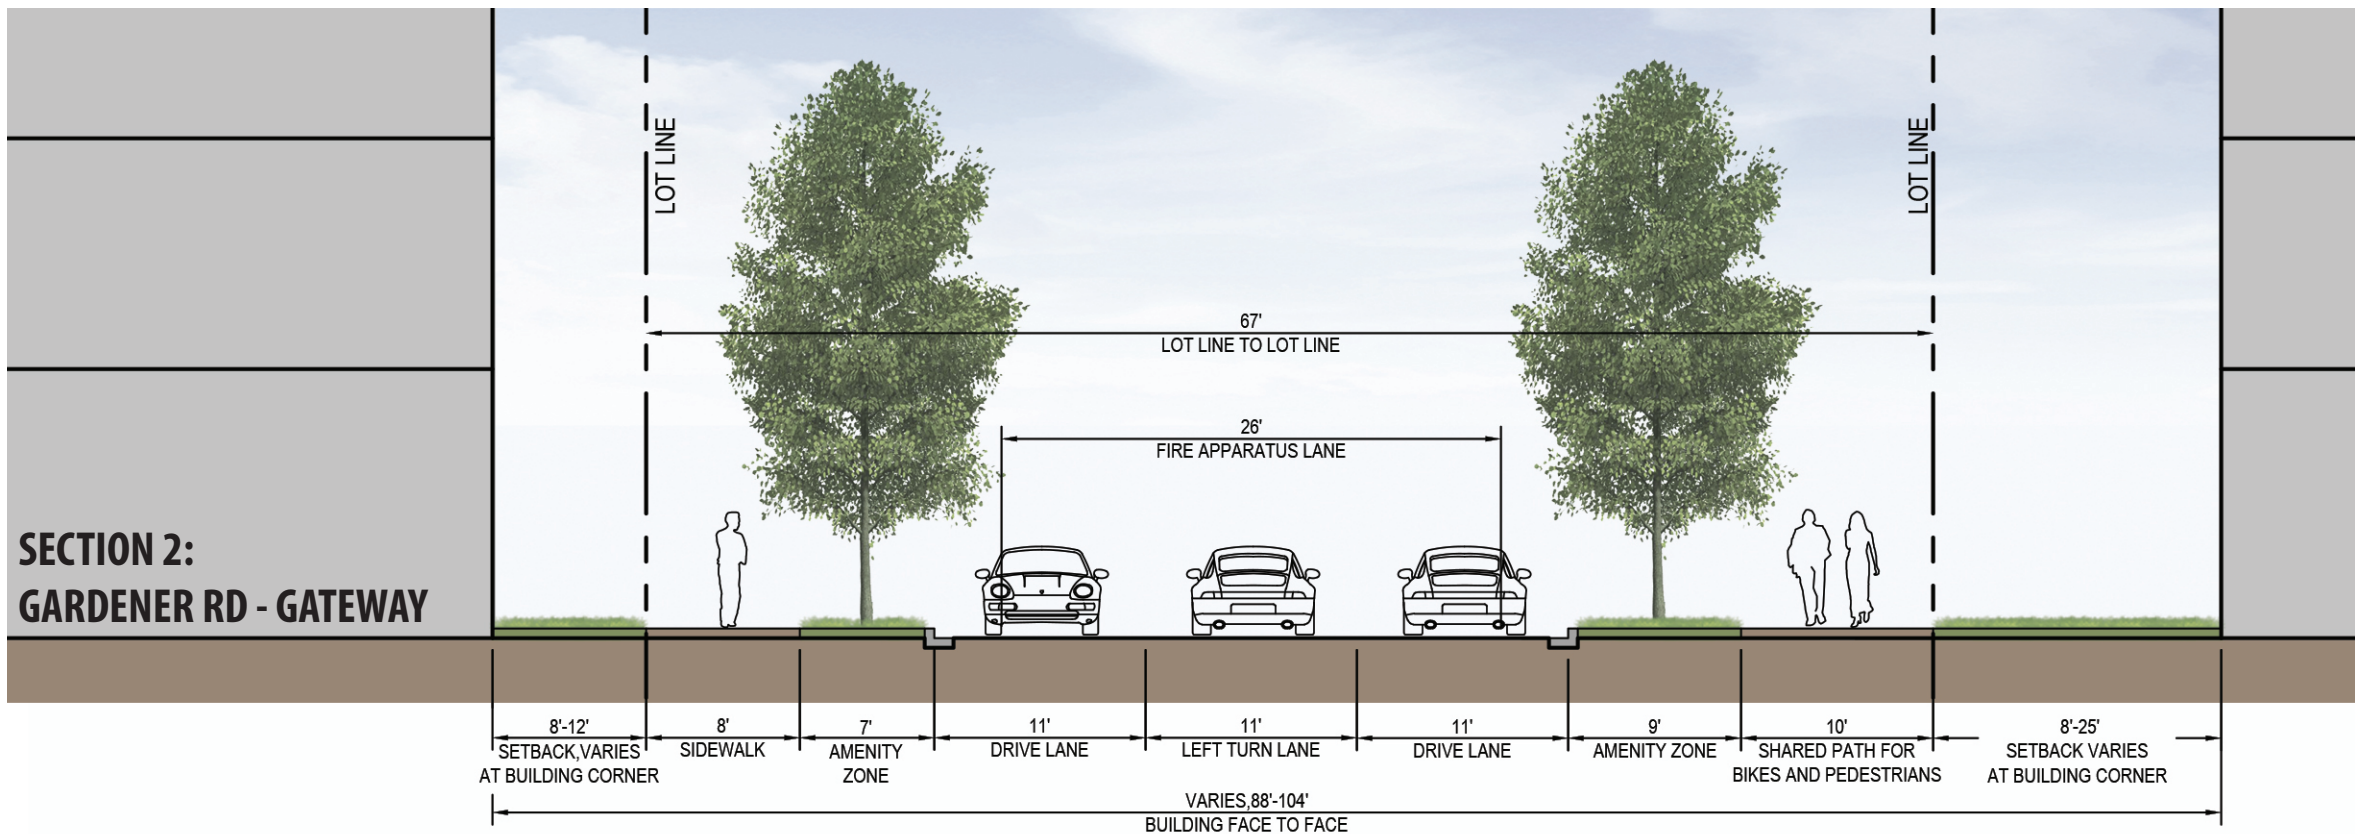 LOT LINE
LOT LINE
67'
LOT LINE TO LOT LINE
26'
FIRE APPARATUS LANE
SECTION 2:
GARDENER RD - GATEWAY
8'-12'
SETBACK,VARIES
AT BUILDING CORNER
8'
SIDEWALK
7'
AMENITY
ZONE
11'
DRIVE LANE
11'
LEFT TURN LANE
11'
DRIVE LANE
9'
AMENITY ZONE
10'
SHARED PATH FOR
BIKES AND PEDESTRIANS
8'-25'
SETBACK VARIES
AT BUILDING CORNER
VARIES,88'-104'
BUILDING FACE TO FACE